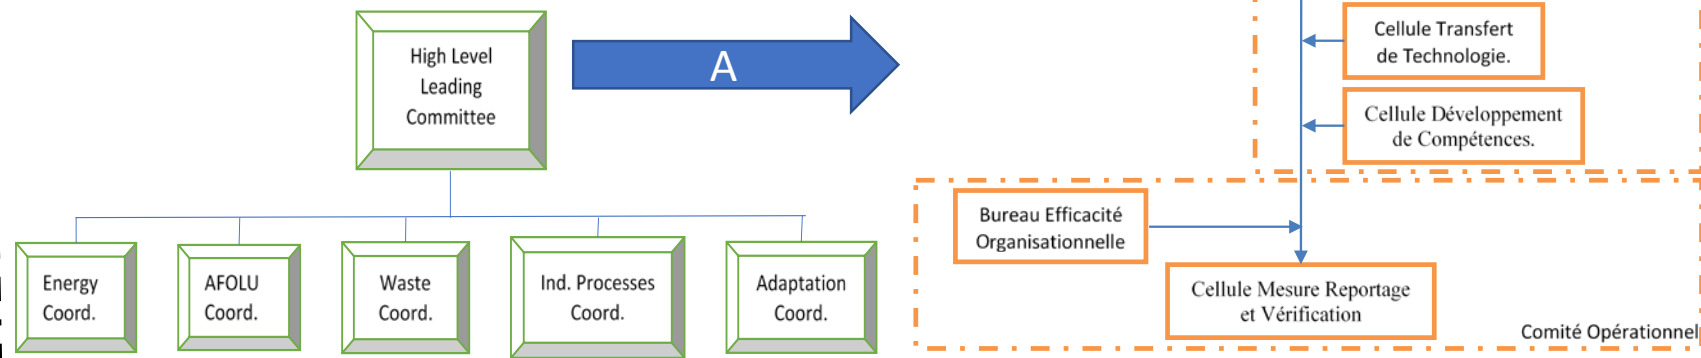 High Level
Leading
Committee
A
Energy
Coord.
AFOLU
Coord.
Waste
Coord.
Ind. Processes
Coord.
Adaptation
Coord.
Cellule Transfert
de Technologie.
Cellule Développement
de Compétences.
Bureau Efficacité
Organisationnelle
Cellule Mesure Reportage
et Vérification
Comité Opérationnel